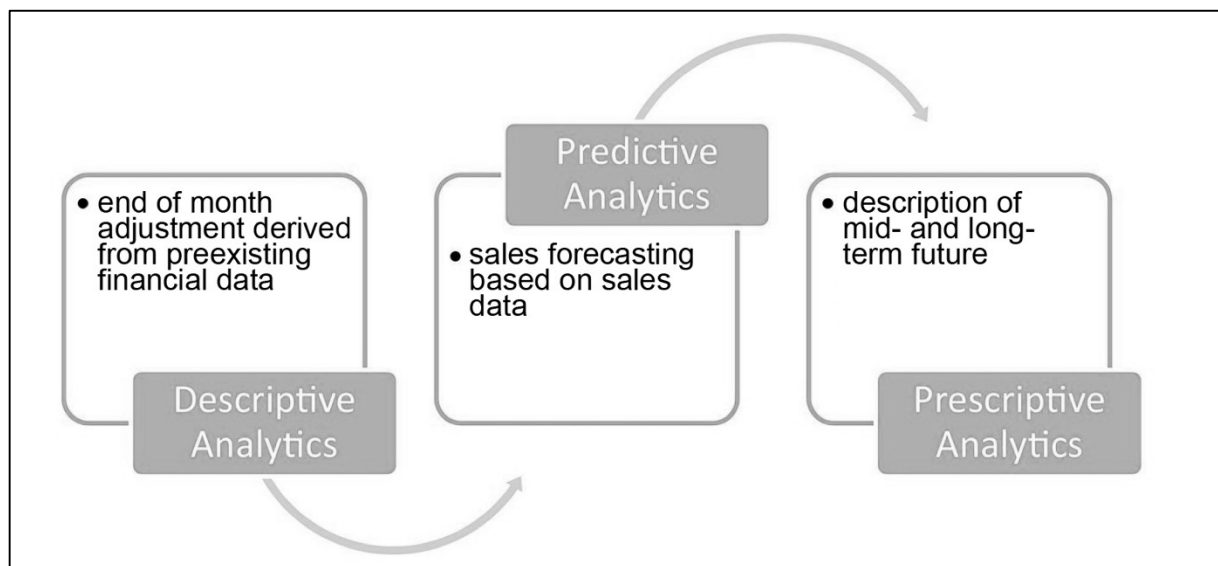 • end of month
adjustment derived
from preexisting
financial data
Descriptive
Analytics
Predictive
Analytics
• sales forecasting
based on sales
data
• description of
mid- and long-
term future
Prescriptive
Analytics